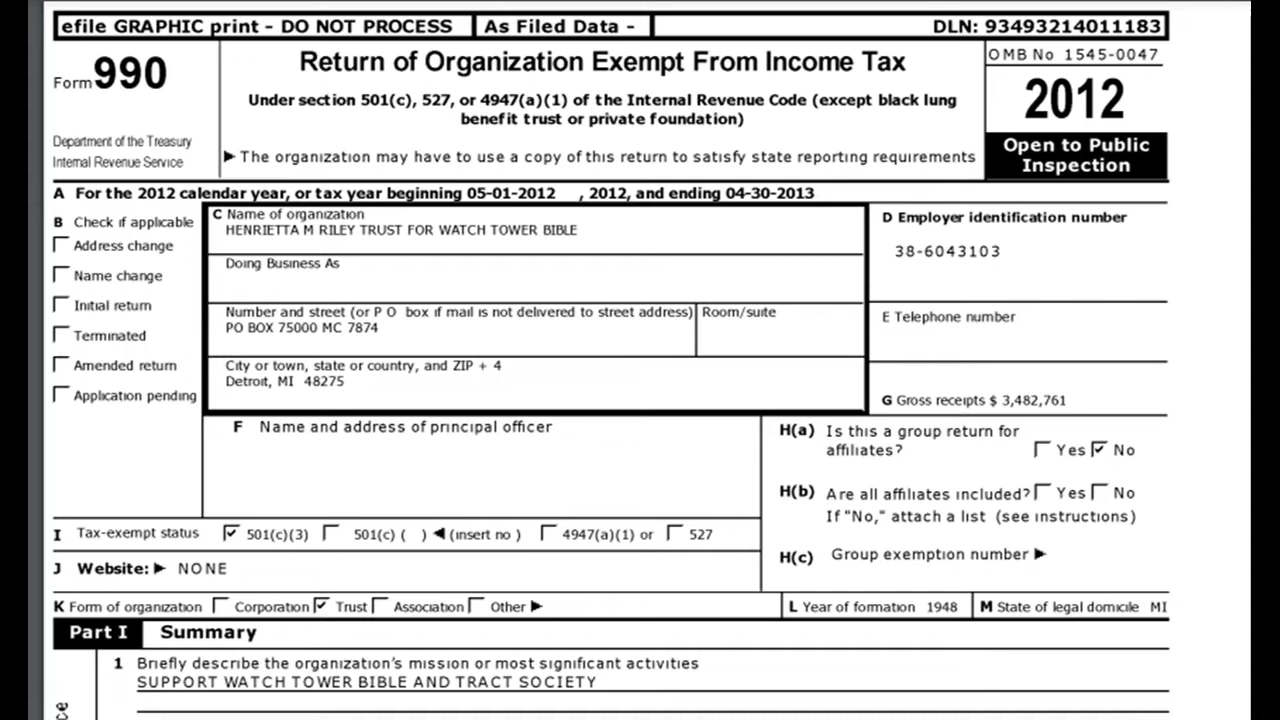 efile GRAPHIC print - DO NOT PROCESS As Filed Data - DLN: 93493214011183
Form 990
Department of the Treasury
Internal Revenue Service
Return of Organization Exempt From Income Tax
Under section 501(c), 527, or 4947(a)(1) of the Internal Revenue Code (except black lung
benefit trust or private foundation)
▶ The organization may have to use a copy of this return to satisfy state reporting requirements
OMB No 1545-0047
2012
Open to Public
Inspection
A For the 2012 calendar year, or tax year beginning 05-01-2012 , 2012, and ending 04-30-2013
B Check if applicable
Address change
Name change
Initial return
Terminated
Amended return
Application pending
C Name of organization
HENRIETTA M RILEY TRUST FOR WATCH TOWER BIBLE
Doing Business As
Number and street (or P O box if mail is not delivered to street address) Room/suite
PO BOX 75000 MC 7874
City or town, state or country, and ZIP + 4
Detroit, MI 48275
D Employer identification number
38-6043103
E Telephone number
G Gross receipts $ 3,482,761
F Name and address of principal officer
H(a) Is this a group return for
affiliates? Yes No
H(b) Are all affiliates included? Yes No
If "No," attach a list (see instructions)
H(c) Group exemption number ▶
I Tax-exempt status 501(c)(3) 501(c) ( ) ◀ (insert no ) 4947(a)(1) or 527
J Website: ▶ NONE
K Form of organization Corporation Trust Association Other ▶
L Year of formation 1948
M State of legal domicile MI
Part I Summary
1 Briefly describe the organization's mission or most significant activities
SUPPORT WATCH TOWER BIBLE AND TRACT SOCIETY